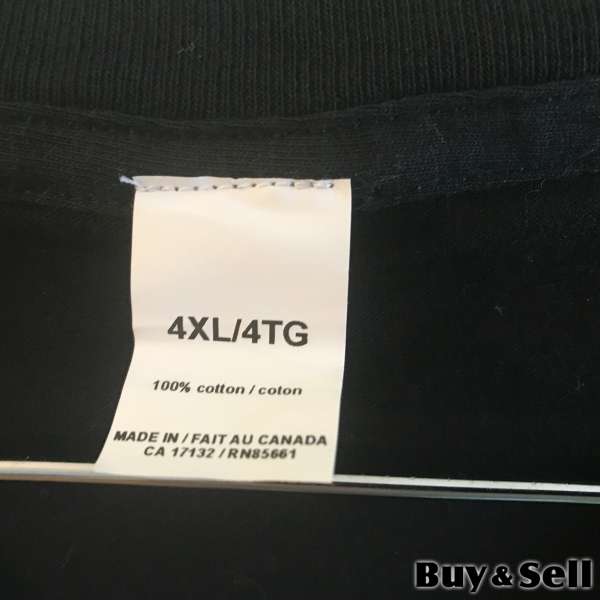 4XL/4TG
100% cotton / coton
MADE IN / FAIT AU CANADA
CA 17132 / RN85661
Buy & Sell